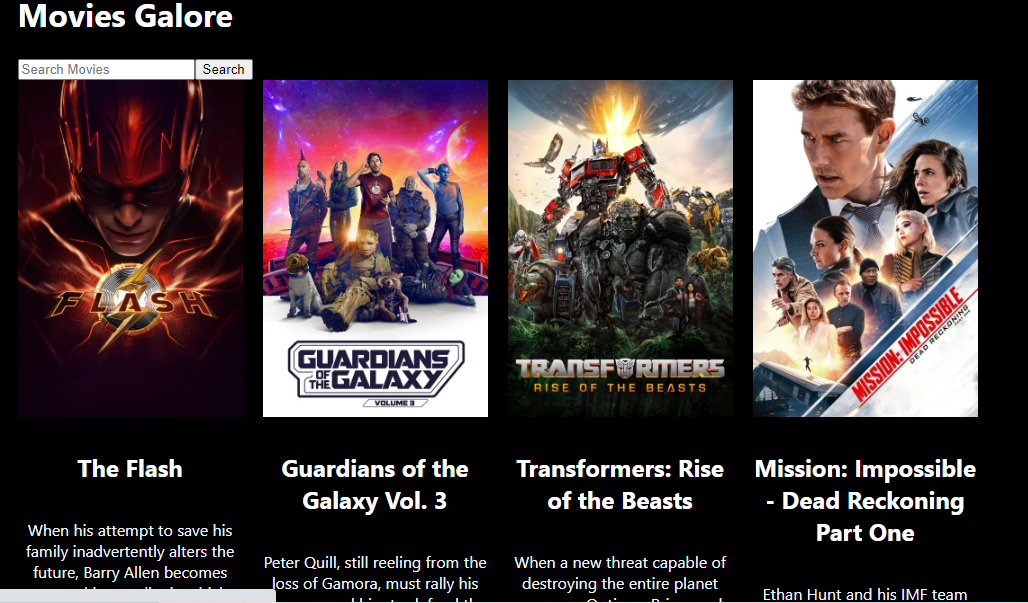 Movies Galore
Search Movies
Search
FLASH
GUARDIANS
OF THE GALAXY
VOLUME 3
TRANSFORMERS
RISE OF THE BEASTS
MISSION: IMPOSSIBLE
DEAD RECKONING
PART ONE
The Flash
When his attempt to save his
family inadvertently alters the
future, Barry Allen becomes
Guardians of the
Galaxy Vol. 3
Peter Quill, still reeling from the
loss of Gamora, must rally his
Transformers: Rise
of the Beasts
When a new threat capable of
destroying the entire planet
Mission: Impossible
- Dead Reckoning
Part One
Ethan Hunt and his IMF team